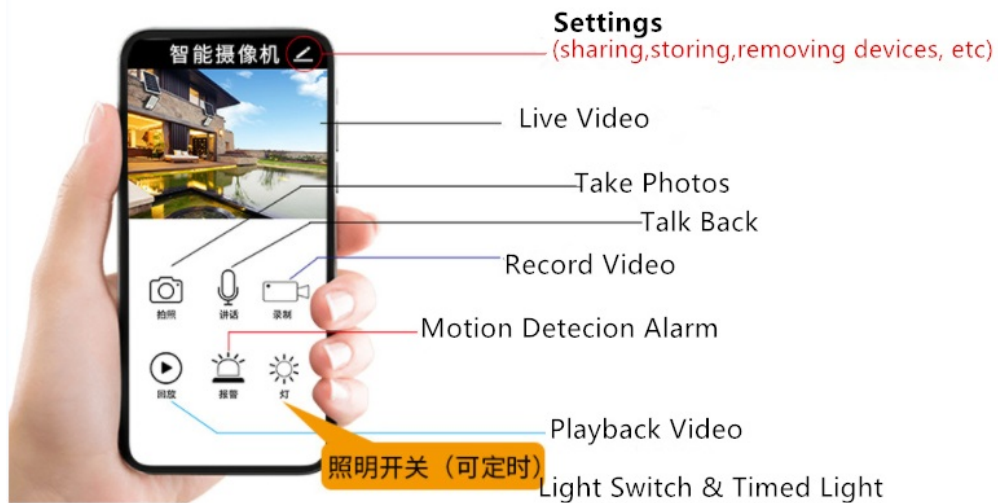 Settings
智能摄像机
(sharing,storing,removing devices, etc)
Live Video
Take Photos
Talk Back
Record Video
拍照
讲话
录制
Motion Detecion Alarm
回放
报警
灯
Playback Video
照明开关（可定时）
Light Switch & Timed Light